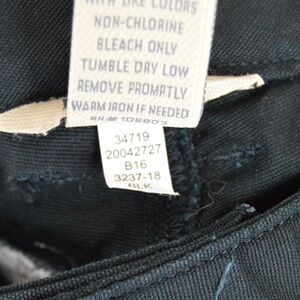 WITH LIKE COLORS
NON-CHLORINE
BLEACH ONLY
TUMBLE DRY LOW
REMOVE PROMPTLY
WARM IRON IF NEEDED
RN#
34719
20042727
B16
3237-18
BLK